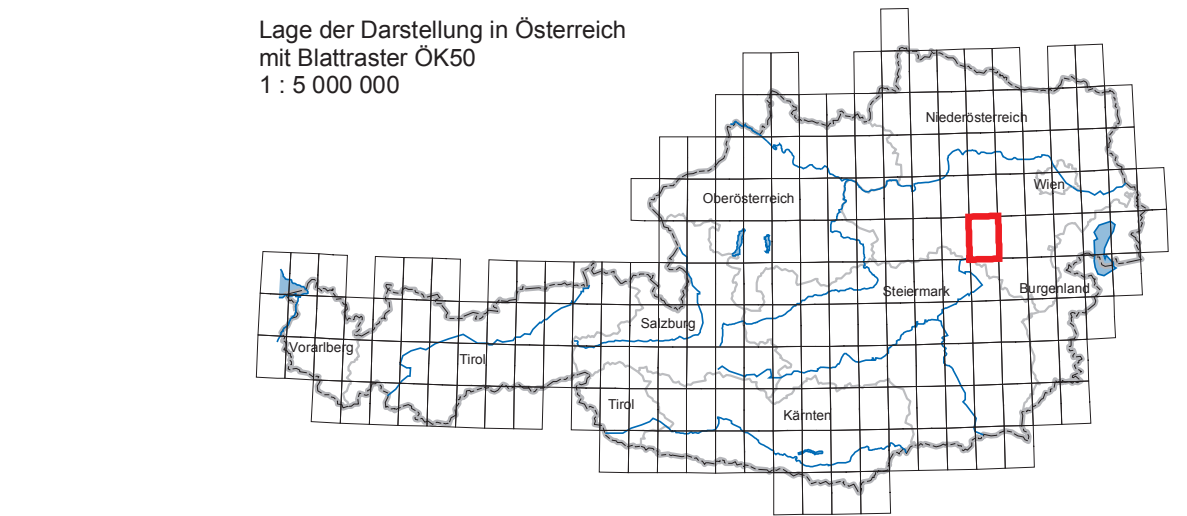 Lage der Darstellung in Österreich
mit Blattraster ÖK50
1 : 5 000 000
Niederösterreich
Wien
Oberösterreich
Steiermark
Burgenland
Salzburg
Vorarlberg
Tirol
Tirol
Kärnten